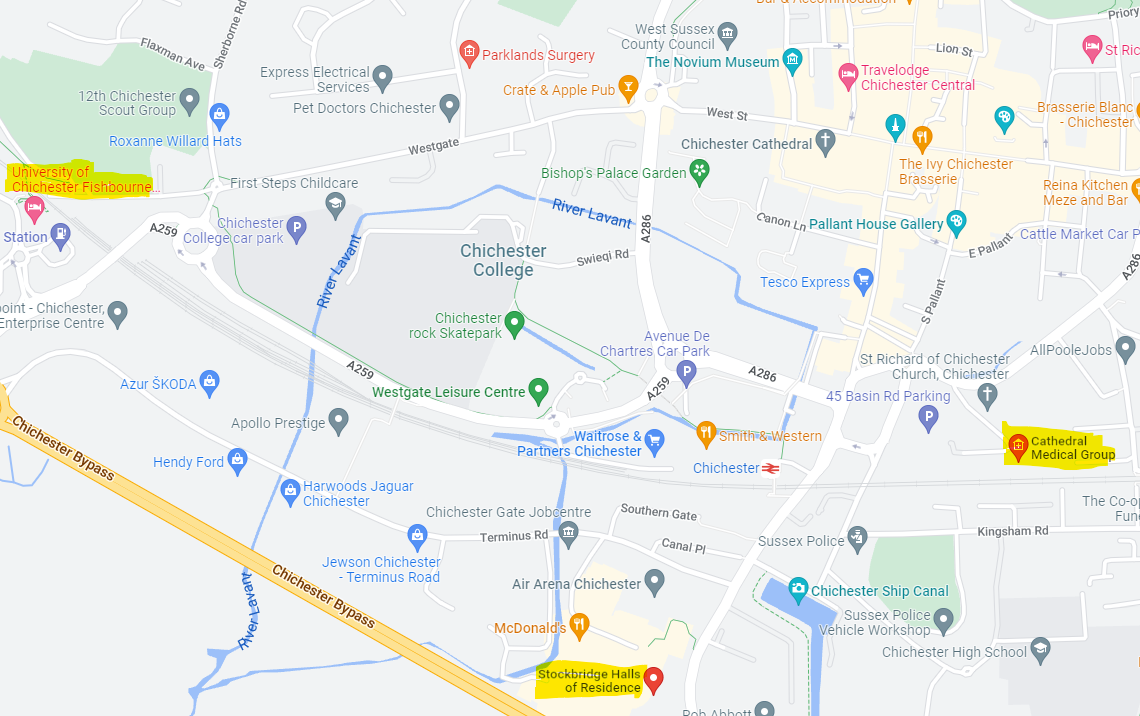 Bar & Accommodation
Priory
Flaxman Ave
Sherborne Rd
West Sussex
County Council
The Novium Museum
Lion St
St Ric
Parklands Surgery
Express Electrical
Services
Travelodge
Chichester Central
12th Chichester
Scout Group
Pet Doctors Chichester
Crate & Apple Pub
West St
Brasserie Blanc
- Chichester
Roxanne Willard Hats
Westgate
Chichester Cathedral
University of
Chichester Fishbourne...
First Steps Childcare
Bishop's Palace Garden
The Ivy Chichester
Brasserie
Reina Kitchen
Meze and Bar
Station
A259
Chichester
College car park
River Lavant
A286
Canon Ln
Pallant House Gallery
Cattle Market Car P
E Pallant
Chichester
College
Swieqi Rd
River Lavant
Tesco Express
S Pallant
A286
point - Chichester,
Enterprise Centre
Chichester
rock Skatepark
Avenue De
Chartres Car Park
AllPooleJobs
A259
A286
St Richard of Chichester
Church, Chichester
Azur ŠKODA
Westgate Leisure Centre
A259
45 Basin Rd Parking
Apollo Prestige
Chichester Bypass
Waitrose &
Partners Chichester
Smith & Western
Cathedral
Medical Group
Hendy Ford
Chichester
Harwoods Jaguar
Chichester
Chichester Gate Jobcentre
Southern Gate
The Co-op
Fune
Terminus Rd
Canal Pl
Sussex Police
Kingsham Rd
Jewson Chichester
- Terminus Road
Chichester Bypass
Air Arena Chichester
Chichester Ship Canal
River Lavant
McDonald's
Sussex Police
Vehicle Workshop
Chichester High School
Stockbridge Halls
of Residence
Rob Abbott